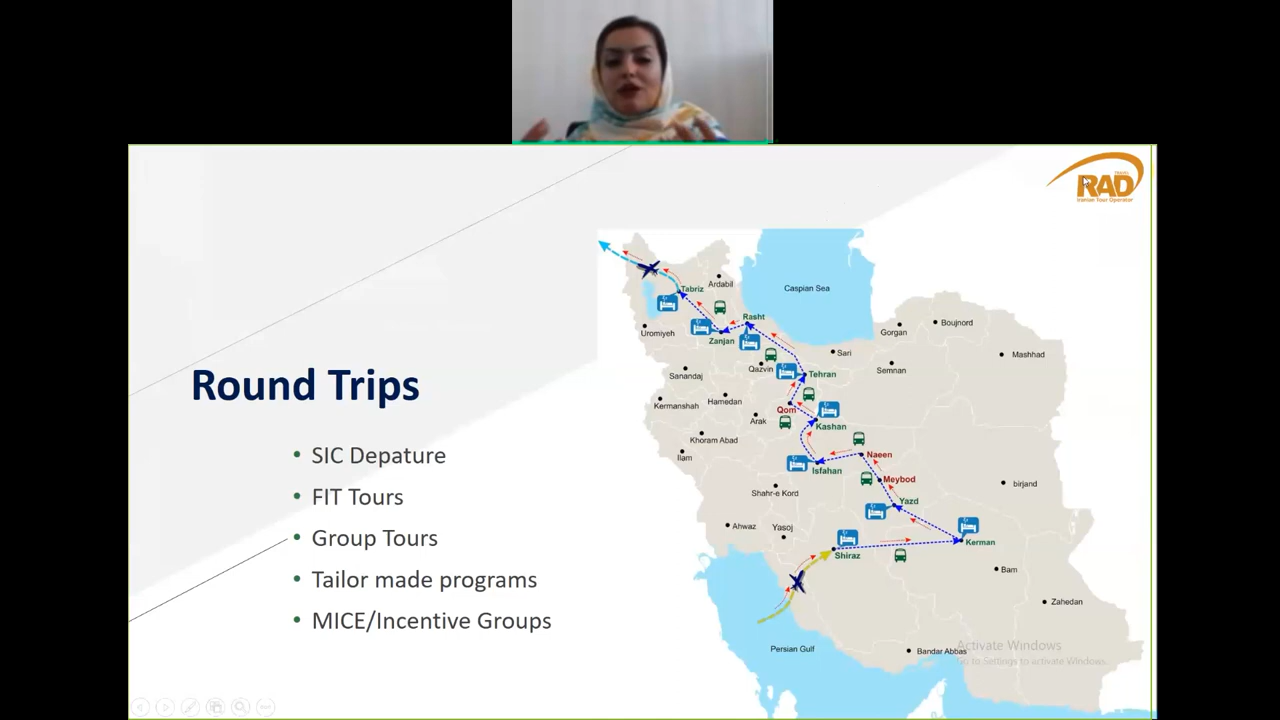 TRAVEL
RAD
Iranian Tour Operator
Round Trips
• SIC Depature
• FIT Tours
• Group Tours
• Tailor made programs
• MICE/Incentive Groups
Caspian Sea
Tabriz
Ardabil
Rasht
Uromiyeh
Zanjan
Gorgan
Boujnord
Sari
Mashhad
Qazvin
Semnan
Sanandaj
Tehran
Kermanshah
Hamedan
Qom
Arak
Kashan
Khoram Abad
Ilam
Naeen
Isfahan
Meybod
Shahr-e Kord
birjand
Yazd
Ahwaz
Yasoj
Kerman
Shiraz
Bam
Zahedan
Persian Gulf
Bandar Abbas
Activate Windows
Go to Settings to activate Windows.